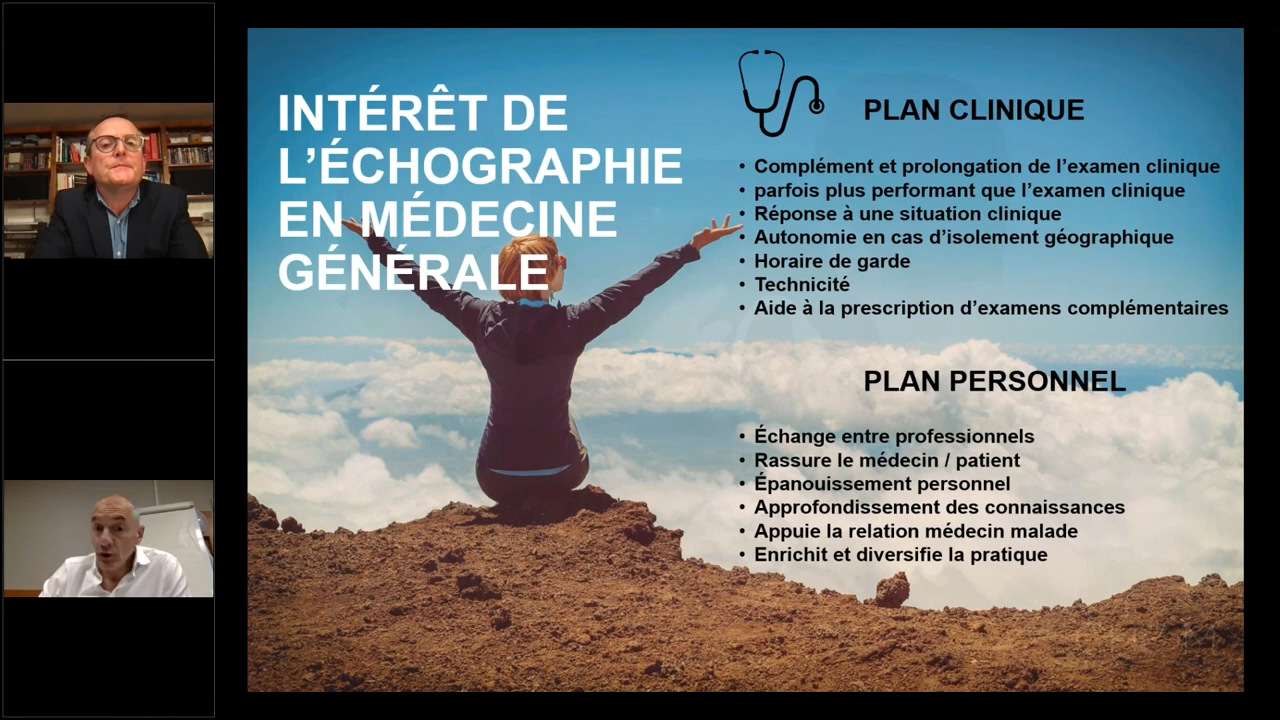 INTÉRÊT DE
L’ÉCHOGRAPHIE
EN MÉDECINE
GÉNÉRALE
PLAN CLINIQUE
• Complément et prolongation de l’examen clinique
• parfois plus performant que l’examen clinique
• Réponse à une situation clinique
• Autonomie en cas d’isolement géographique
• Horaire de garde
• Technicité
• Aide à la prescription d’examens complémentaires
PLAN PERSONNEL
• Échange entre professionnels
• Rassure le médecin / patient
• Épanouissement personnel
• Approfondissement des connaissances
• Appuie la relation médecin malade
• Enrichit et diversifie la pratique